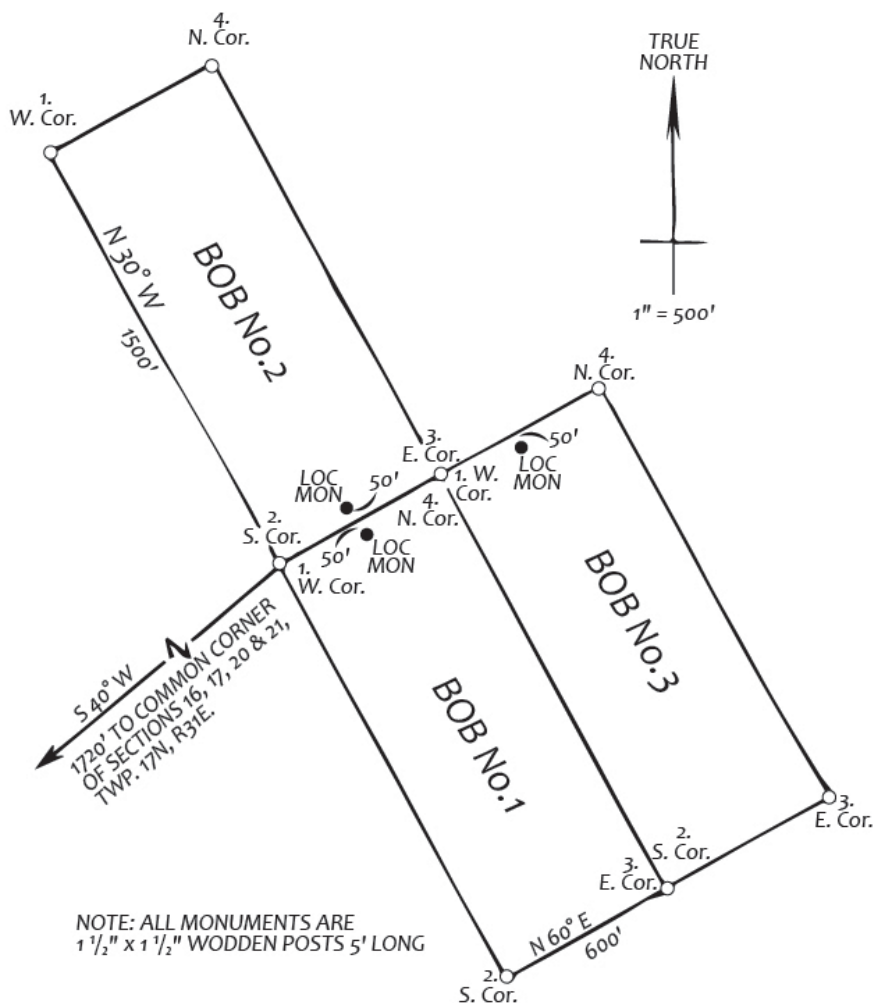 4.
N. Cor.
1.
W. Cor.
TRUE
NORTH
1" = 500'
N 30° W
1500'
BOB No.2
4.
N. Cor.
3.
E. Cor.
1. W.
Cor.
50'
LOC
MON
LOC
MON
50'
4.
N. Cor.
2.
S. Cor.
50'
LOC
MON
1.
W. Cor.
N
S 40° W
1720' TO COMMON CORNER
OF SECTIONS 16, 17, 20 & 21,
TWP. 17N, R31E.
BOB No.3
BOB No.1
3.
E. Cor.
2.
S. Cor.
3.
E. Cor.
N 60° E
600'
2.
S. Cor.
NOTE: ALL MONUMENTS ARE
1 1/2" x 1 1/2" WODDEN POSTS 5' LONG